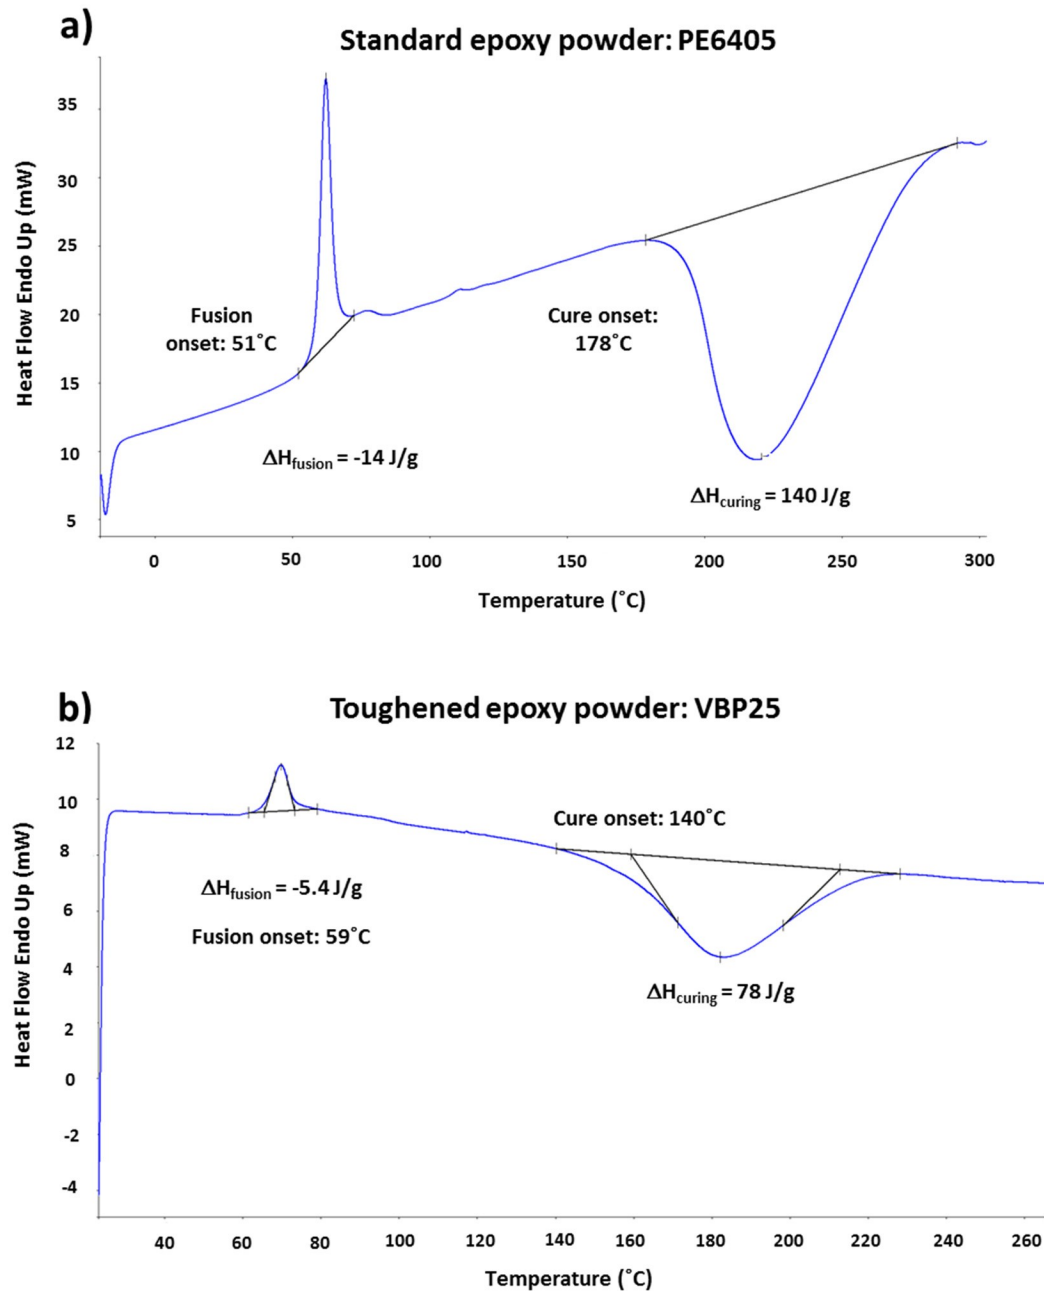 a)
Standard epoxy powder: PE6405
Heat Flow Endo Up (mW)
35
30
25
20
15
10
5
Fusion
onset: 51˚C
Cure onset:
178˚C
ΔHfusion = -14 J/g
ΔHcuring = 140 J/g
0
50
100
150
200
250
300
Temperature (˚C)
b)
Toughened epoxy powder: VBP25
Heat Flow Endo Up (mW)
12
10
8
6
4
2
0
-2
-4
Cure onset: 140˚C
ΔHfusion = -5.4 J/g
Fusion onset: 59˚C
ΔHcuring = 78 J/g
40
60
80
100
120
140
160
180
200
220
240
260
Temperature (˚C)